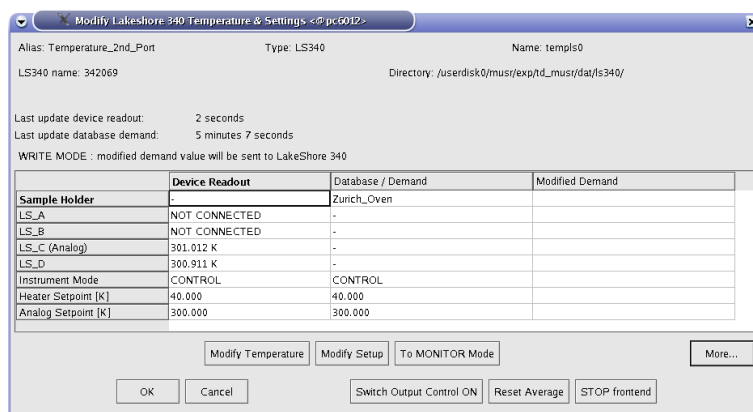 Modify Lakeshore 340 Temperature & Settings <@pc6012>
Alias: Temperature_2nd_Port Type: LS340 Name: templs0
LS340 name: 342069 Directory: /userdisk0/musr/exp/td_musr/dat/ls340/
Last update device readout: 2 seconds
Last update database demand: 5 minutes 7 seconds
WRITE MODE : modified demand value will be sent to LakeShore 340
Device Readout Database / Demand Modified Demand
Sample Holder - Zurich_Oven
LS_A NOT CONNECTED -
LS_B NOT CONNECTED -
LS_C (Analog) 301.012 K -
LS_D 300.911 K -
Instrument Mode CONTROL CONTROL
Heater Setpoint [K] 40.000 40.000
Analog Setpoint [K] 300.000 300.000
Modify Temperature Modify Setup To MONITOR Mode More...
OK Cancel Switch Output Control ON Reset Average STOP frontend